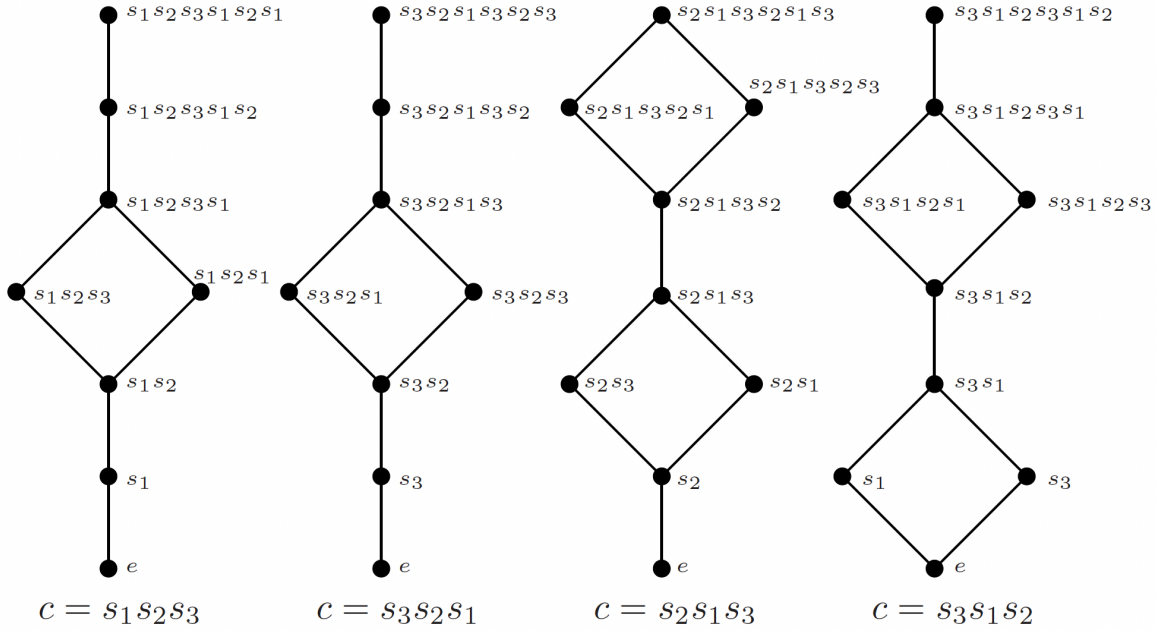 s₁s₂s₃s₁s₂s₁
s₁s₂s₃s₁s₂
s₁s₂s₃s₁
s₁s₂s₃
s₁s₂s₁
s₁s₂
s₁
e
c = s₁s₂s₃
s₃s₂s₁s₃s₂s₃
s₃s₂s₁s₃s₂
s₃s₂s₁s₃
s₃s₂s₁
s₃s₂s₃
s₃s₂
s₃
e
c = s₃s₂s₁
s₂s₁s₃s₂s₁s₃
s₂s₁s₃s₂s₃
s₂s₁s₃s₂s₁
s₂s₁s₃s₂
s₂s₁s₃
s₂s₃
s₂s₁
s₂
e
c = s₂s₁s₃
s₃s₁s₂s₃s₁s₂
s₃s₁s₂s₃s₁
s₃s₁s₂s₁
s₃s₁s₂s₃
s₃s₁s₂
s₃s₁
s₁
s₃
e
c = s₃s₁s₂